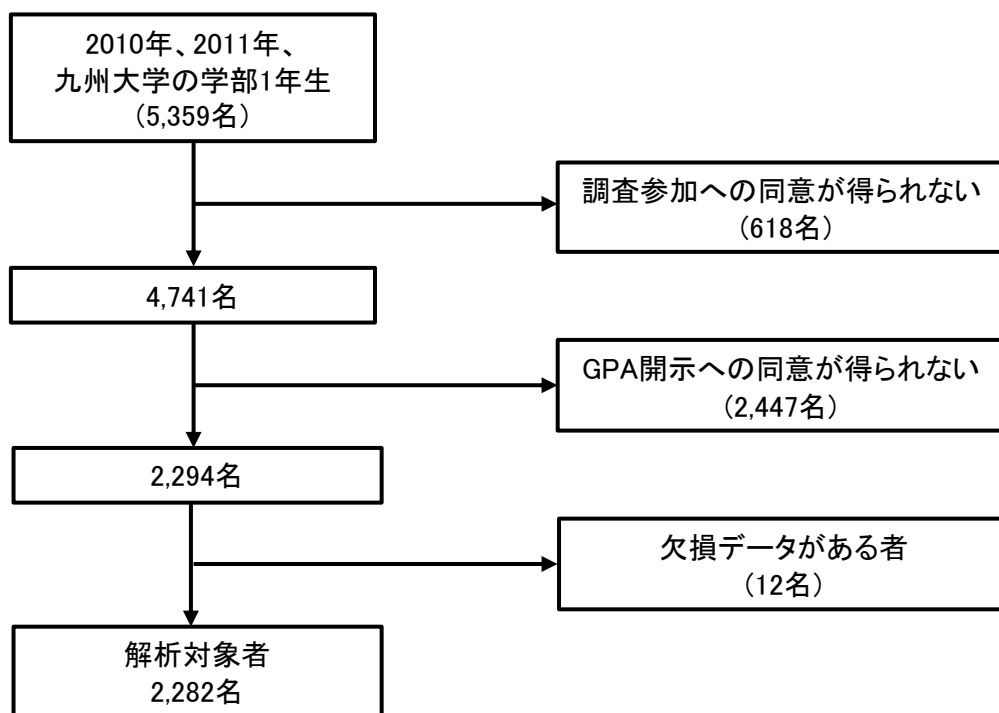 2010年、2011年、
九州大学の学部1年生
（5,359名）
調査参加への同意が得られない
（618名）
4,741名
GPA開示への同意が得られない
（2,447名）
2,294名
欠損データがある者
（12名）
解析対象者
2,282名